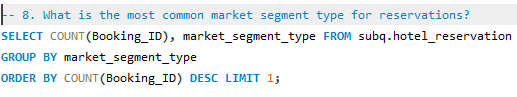 -- 8. What is the most common market segment type for reservations?
SELECT COUNT(Booking_ID), market_segment_type FROM subq.hotel_reservation
GROUP BY market_segment_type
ORDER BY COUNT(Booking_ID) DESC LIMIT 1;